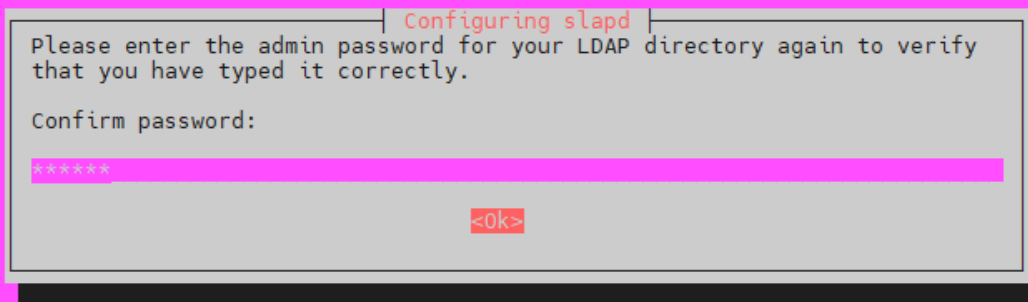 Configuring slapd
Please enter the admin password for your LDAP directory again to verify
that you have typed it correctly.
Confirm password:
******
<Ok>